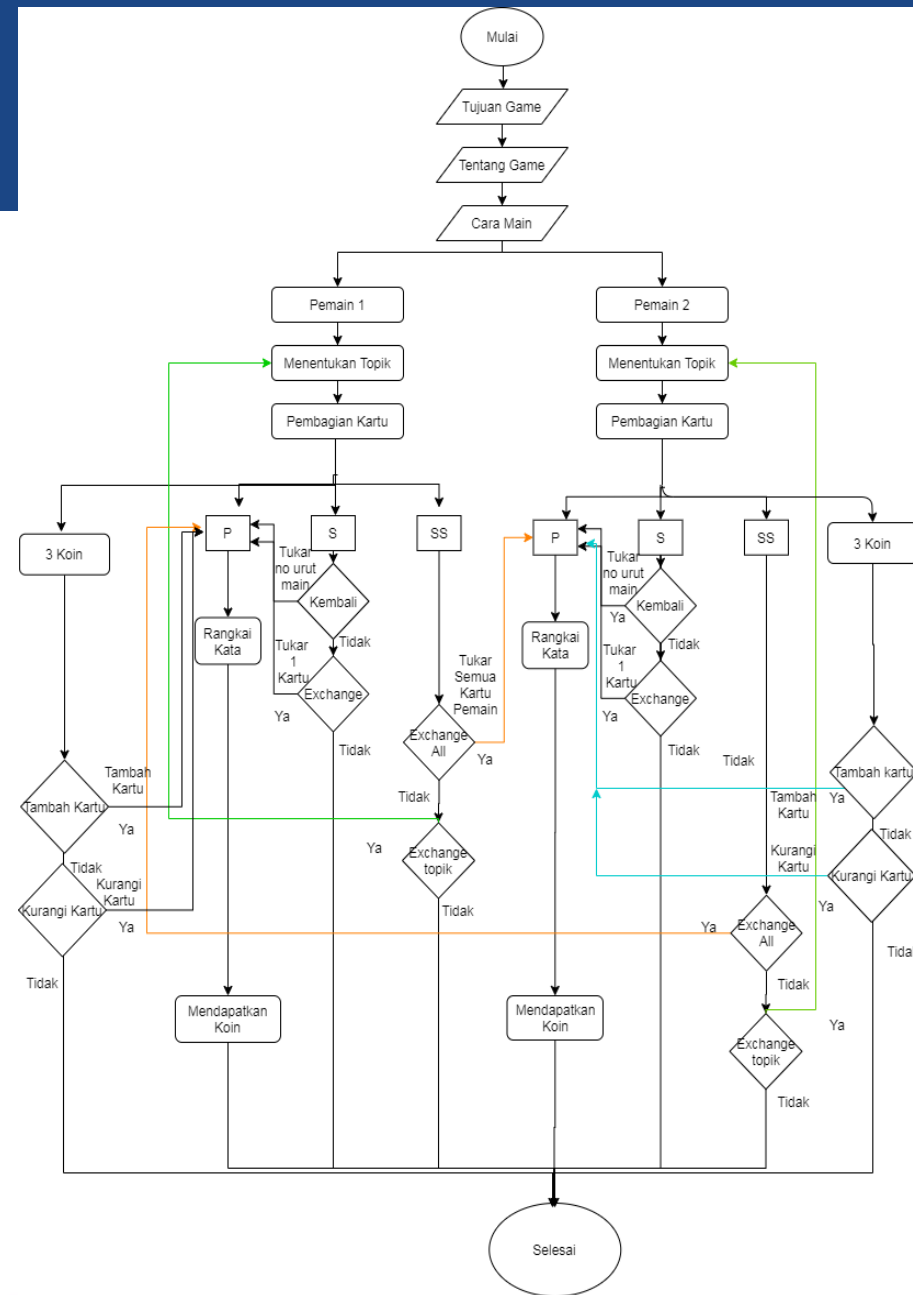 Mulai
Tujuan Game
Tentang Game
Cara Main
Pemain 1
Pemain 2
Menentukan Topik
Menentukan Topik
Pembagian Kartu
Pembagian Kartu
3 Koin
P
S
SS
P
S
SS
3 Koin
Tukar
no urut
main
Kembali
Tidak
Rangkai
Kata
Tukar
1
Kartu
Exchange
Ya
Tidak
Tukar
Semua
Kartu
Pemain
Exchange
All
Ya
Tidak
Ya
Exchange
topik
Tidak
Tukar
no urut
main
Kembali
Ya
Tidak
Rangkai
Kata
Tukar
1
Kartu
Exchange
Ya
Tidak
Tidak
Tambah
Kartu
Tambah Kartu
Ya
Tidak
Kurangi
Kartu
Kurangi Kartu
Ya
Tidak
Tambah kartu
Ya
Tambah
Kartu
Tidak
Kurangi
Kartu
Kurangi Kartu
Ya
Tidak
Ya
Exchange
All
Tidak
Ya
Exchange
topik
Tidak
Mendapatkan
Koin
Mendapatkan
Koin
Selesai